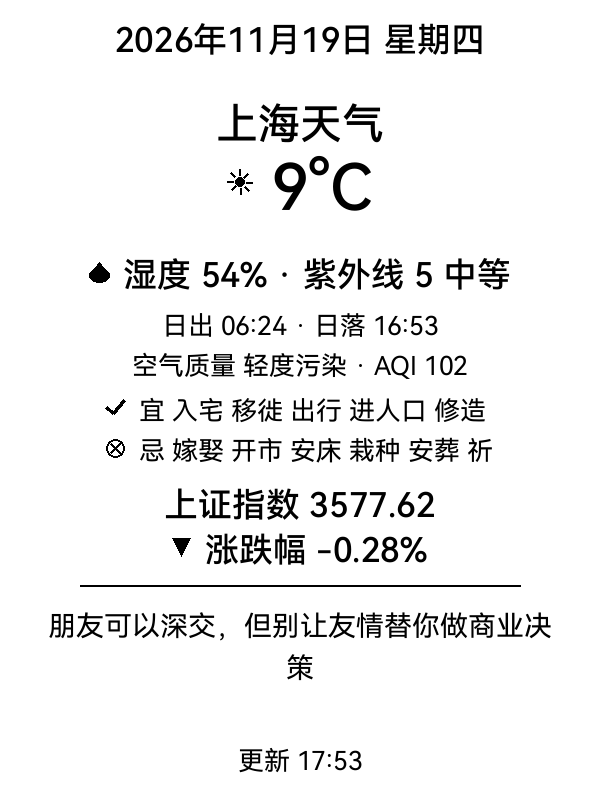 2026年11月19日 星期四
上海天气
9°C
湿度 54% · 紫外线 5 中等
日出 06:24 · 日落 16:53
空气质量 轻度污染 · AQI 102
宜 入宅 移徙 出行 进人口 修造
忌 嫁娶 开市 安床 栽种 安葬 祈
上证指数 3577.62
涨跌幅 -0.28%
朋友可以深交，但别让友情替你做商业决
策
更新 17:53